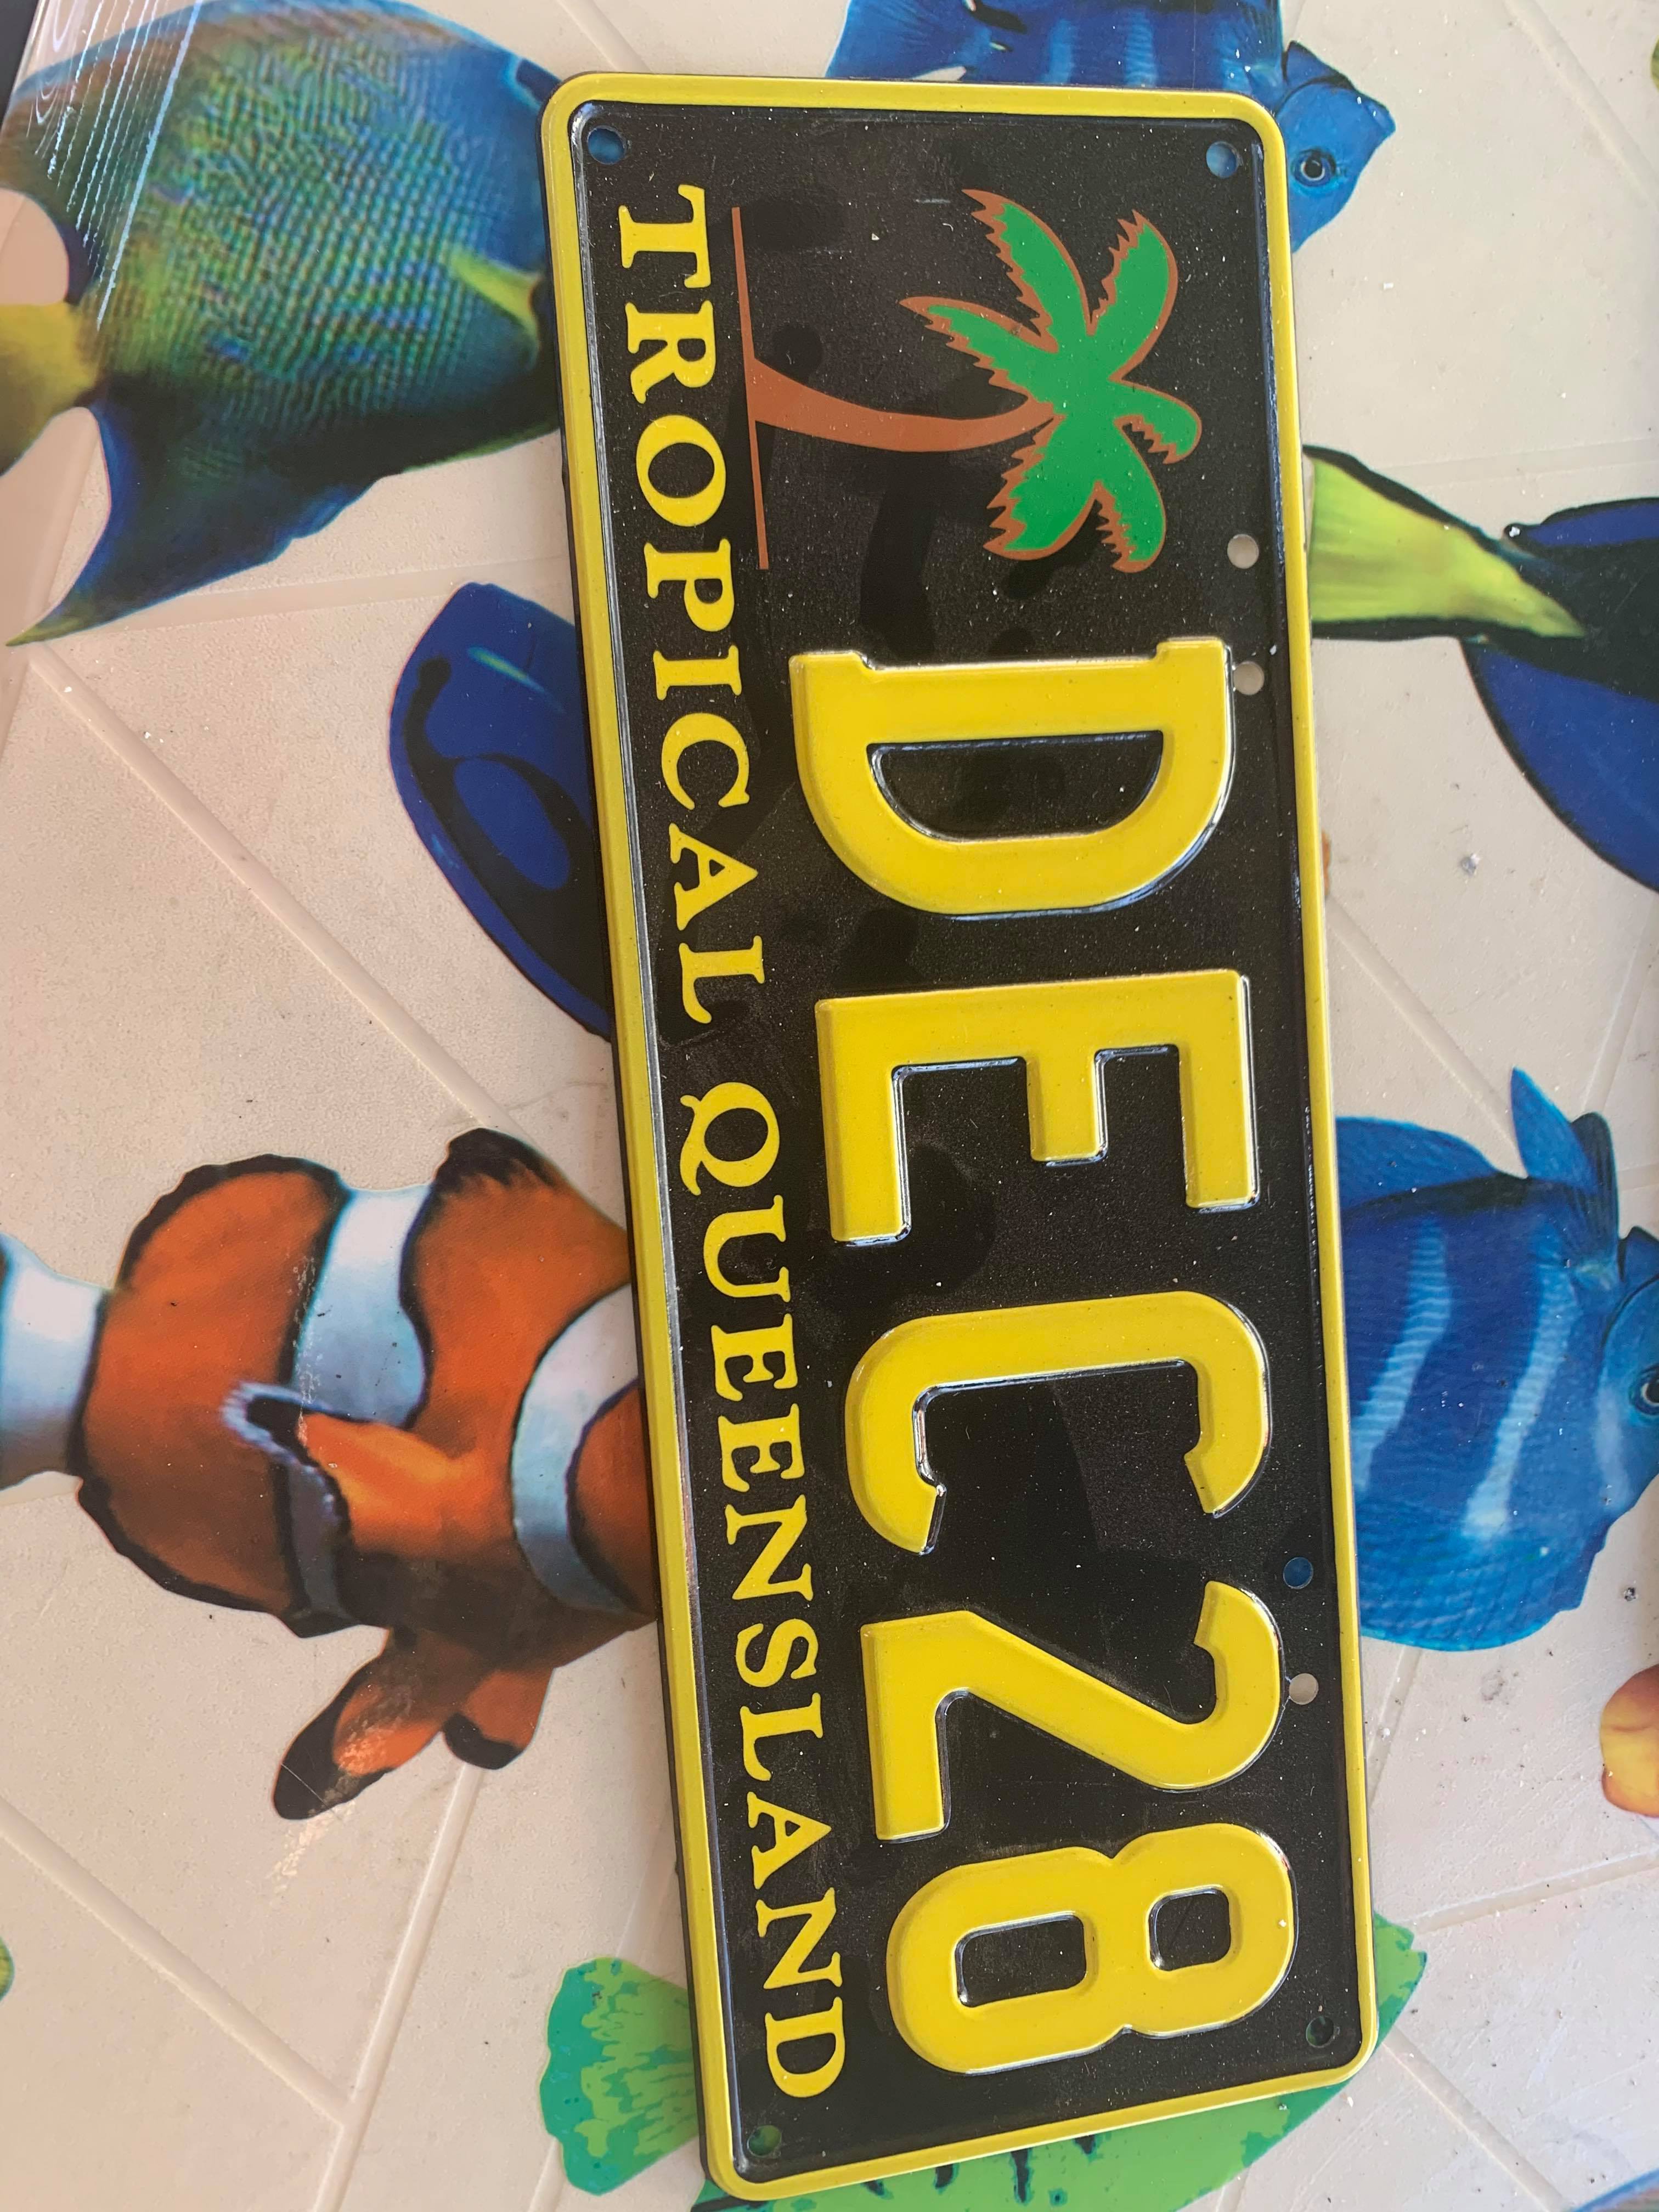 DEC28
TROPICAL QUEENSLAND